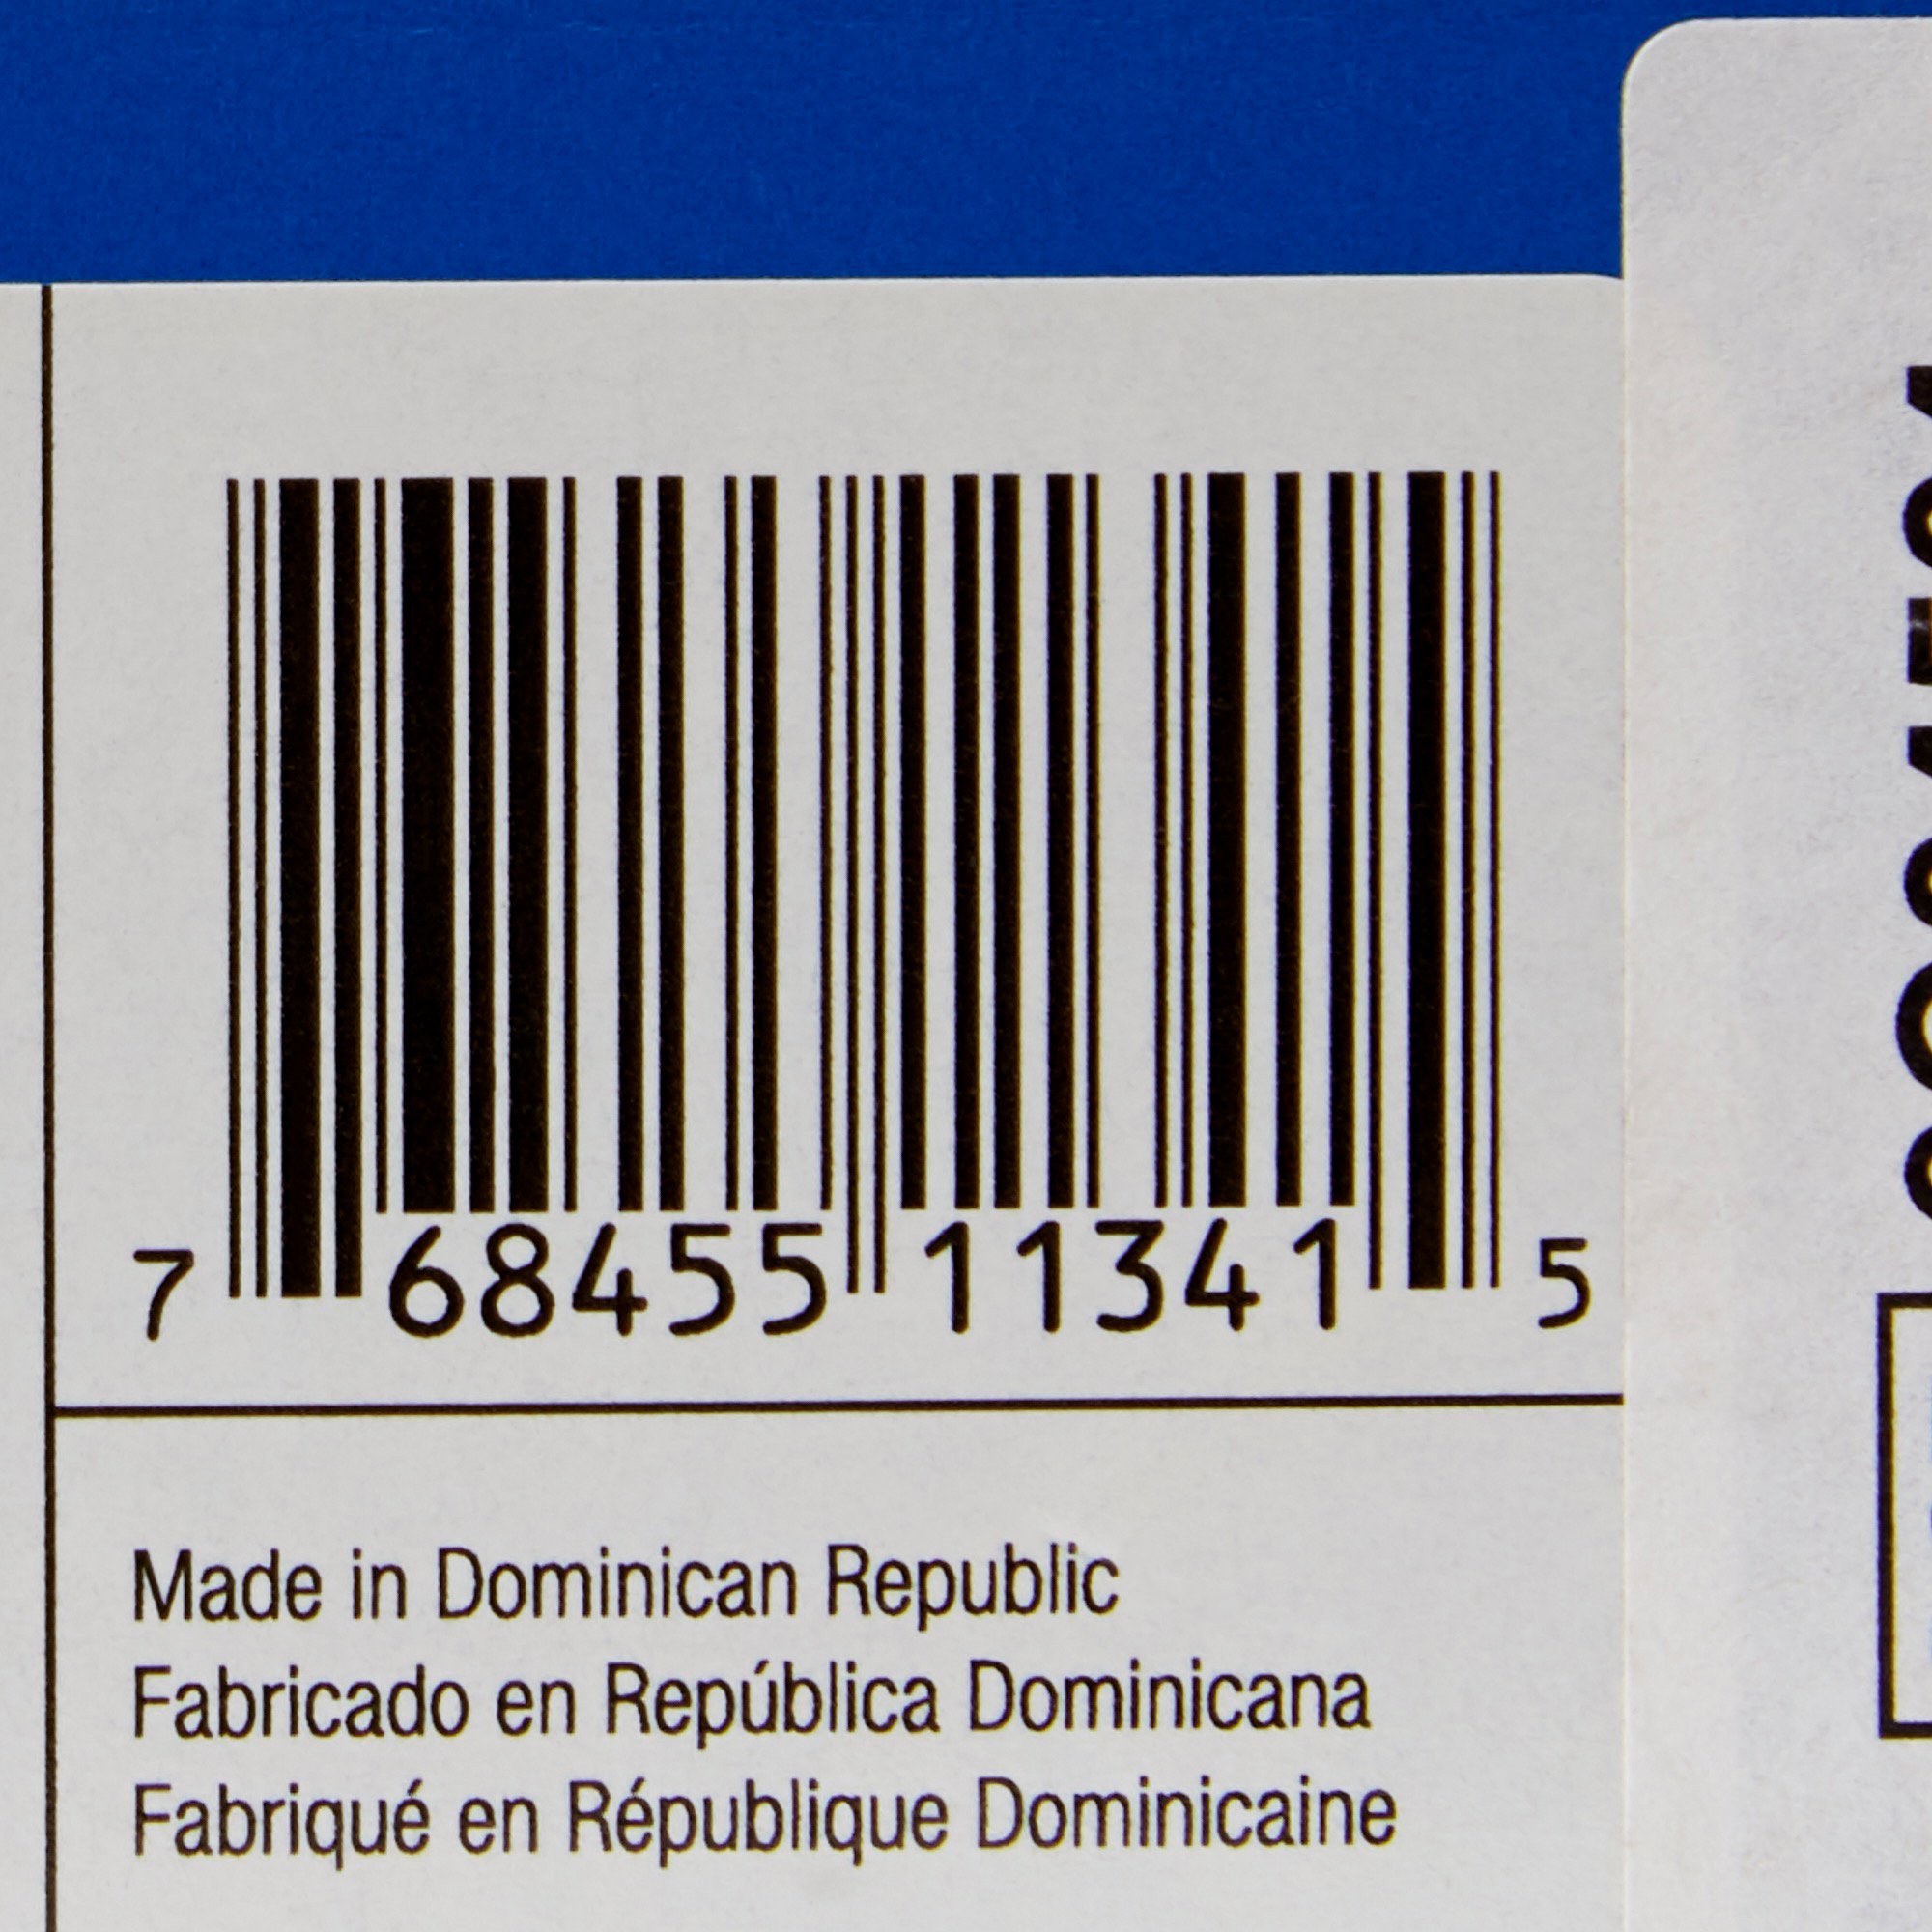 7 68455 11341 5
Made in Dominican Republic
Fabricado en República Dominicana
Fabriqué en République Dominicaine